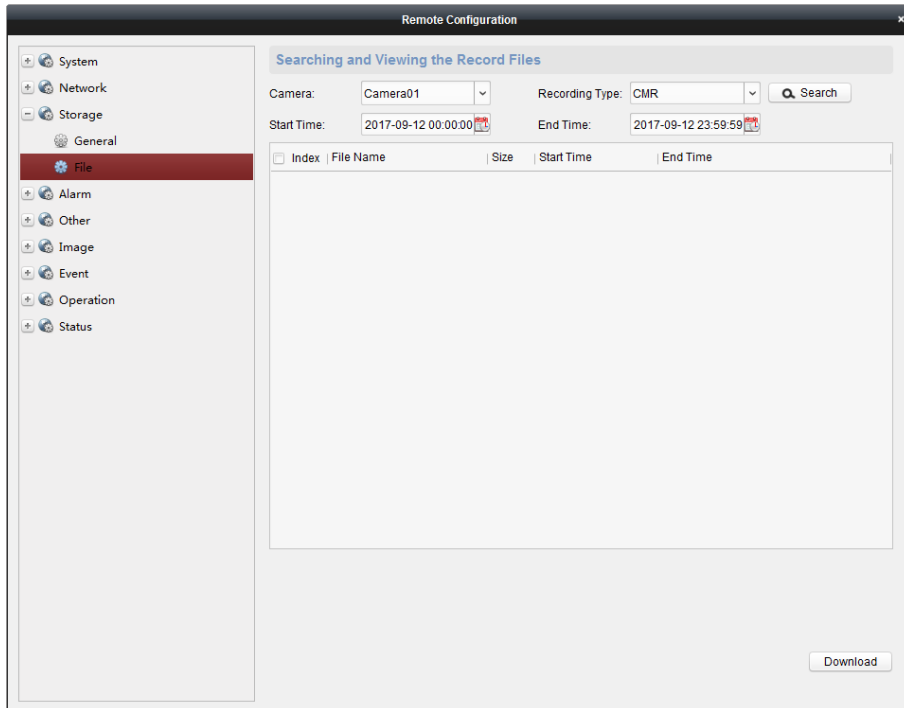 Remote Configuration ×
System
Network
Storage
General
File
Alarm
Other
Image
Event
Operation
Status
Searching and Viewing the Record Files
Camera: Camera01 Recording Type: CMR Search
Start Time: 2017-09-12 00:00:00 End Time: 2017-09-12 23:59:59
Index File Name Size Start Time End Time
Download